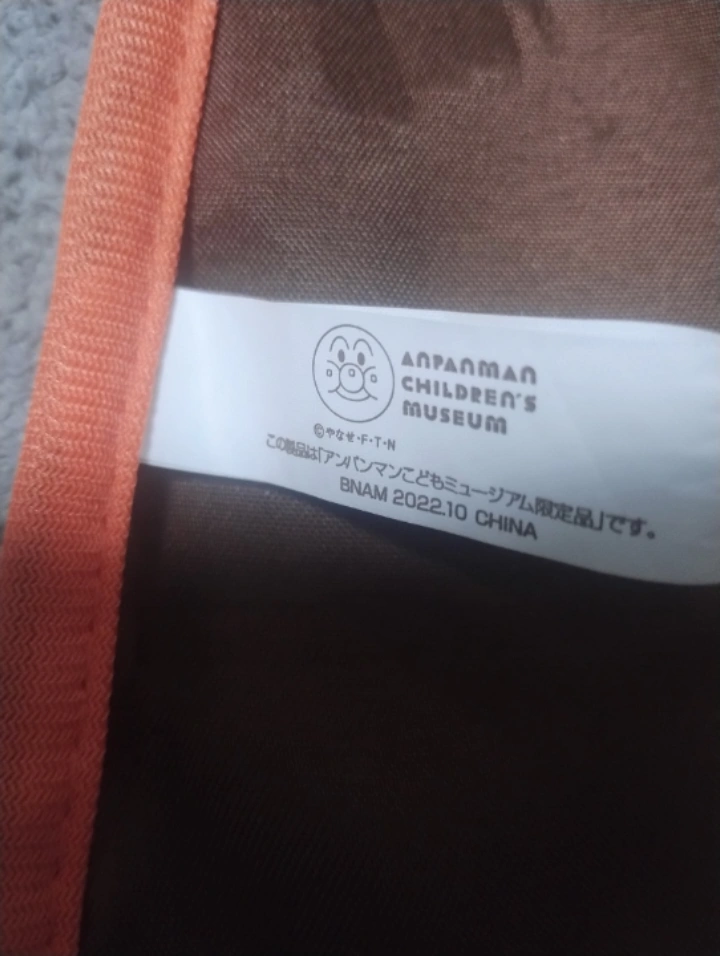 ANPANMAN
CHILDREN'S
MUSEUM
©やなせ・F・T・N
この製品は「アンパンマンこどもミュージアム限定品」です。
BNAM 2022.10 CHINA